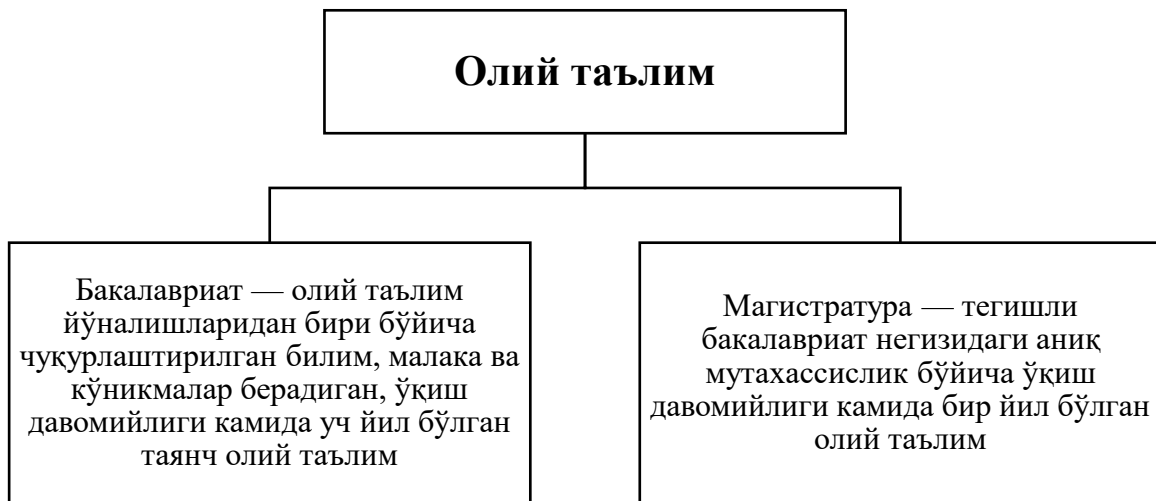 Олий таълим
Бакалавриат — олий таълим
йўналишларидан бири бўйича
чуқурлаштирилган билим, малака ва
кўникмалар берадиган, ўқиш
давомийлиги камида уч йил бўлган
таянч олий таълим
Магистратура — тегишли
бакалавриат негизидаги аниқ
мутахассислик бўйича ўқиш
давомийлиги камида бир йил бўлган
олий таълим